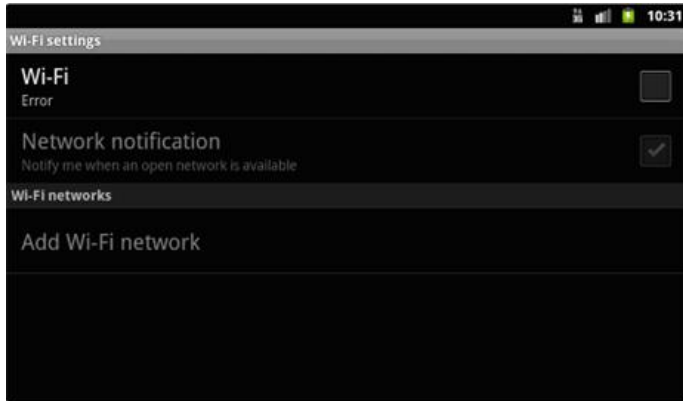 10:31
Wi-Fi settings
Wi-Fi
Error
Network notification
Notify me when an open network is available
Wi-Fi networks
Add Wi-Fi network